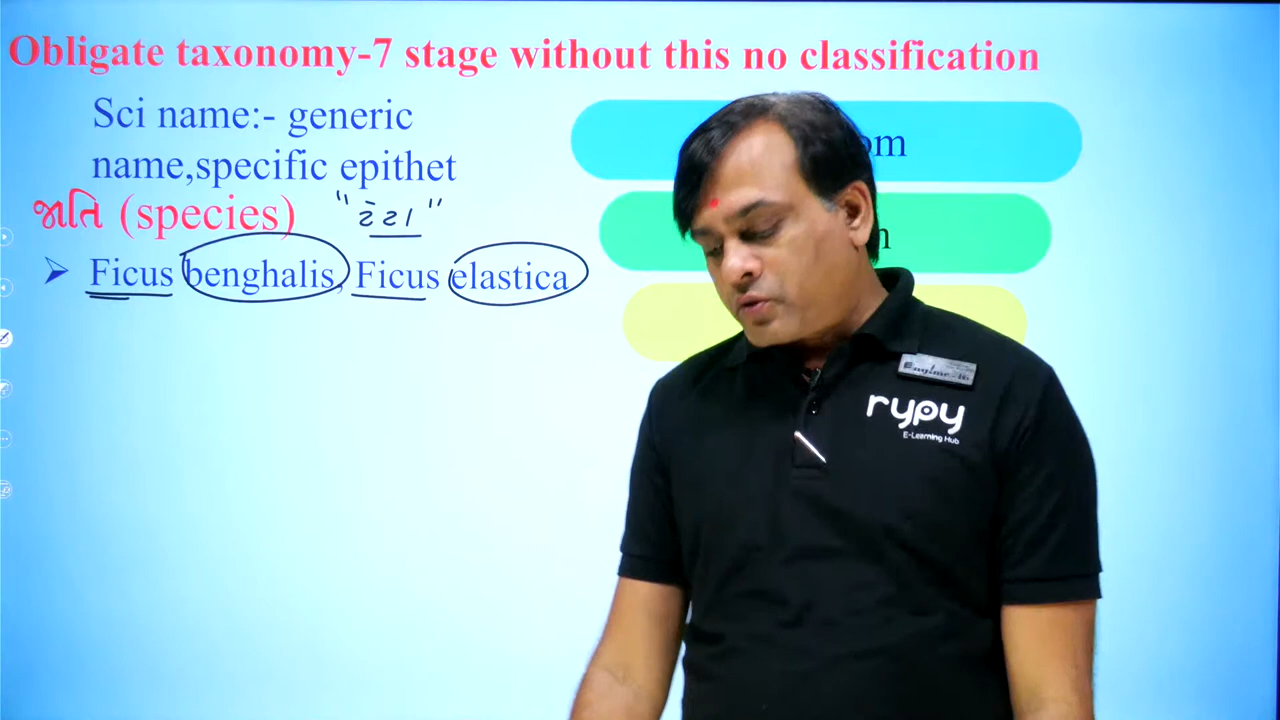 Obligate taxonomy-7 stage without this no classification
Sci name:- generic
name,specific epithet
જાતિ (species)
Ficus benghalis, Ficus elastica
om
m
rypy
E-Learning Hub